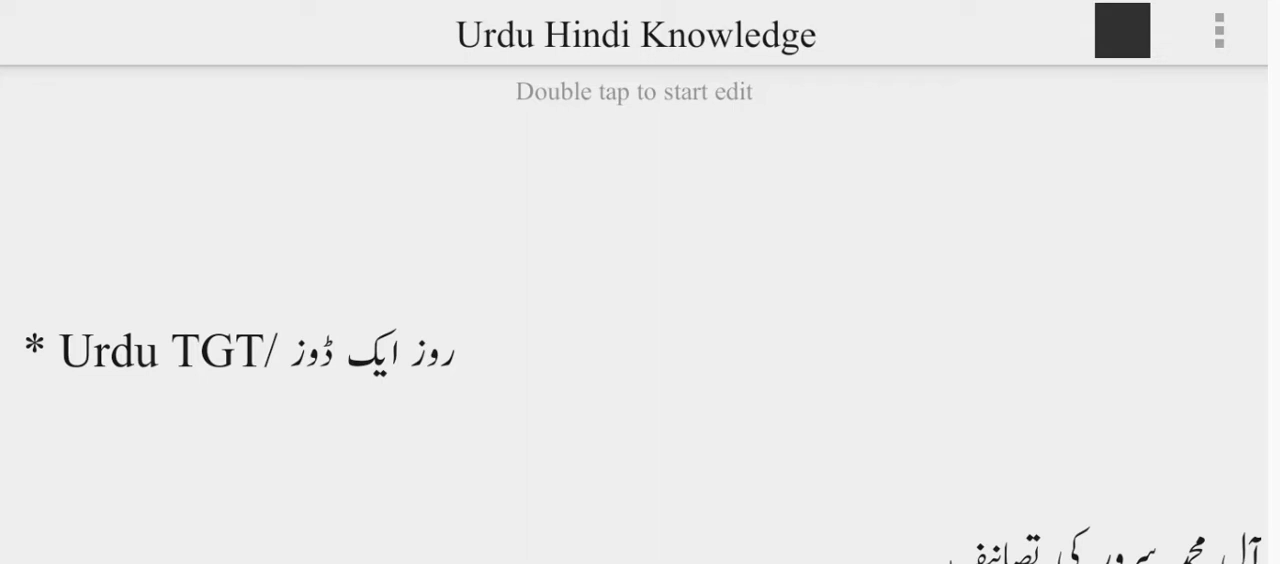 Urdu Hindi Knowledge
Double tap to start edit
* Urdu TGT/ روز ایک ڈوز
آل محمد سرور کی تصانیف